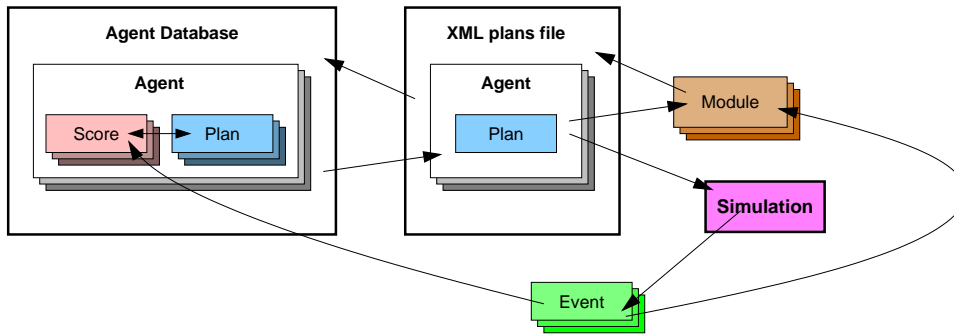 Agent Database
XML plans file
Agent
Agent
Module
Score
Plan
Plan
Simulation
Event